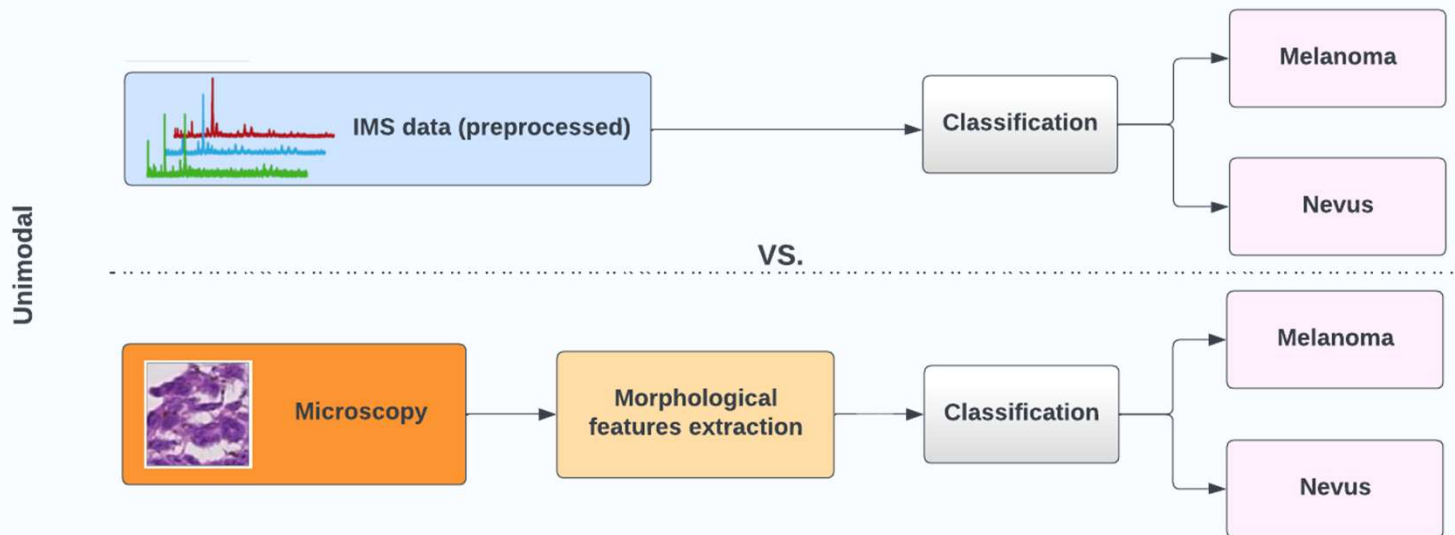 Unimodal
IMS data (preprocessed)
Classification
Melanoma
Nevus
VS.
Microscopy
Morphological
features extraction
Classification
Melanoma
Nevus